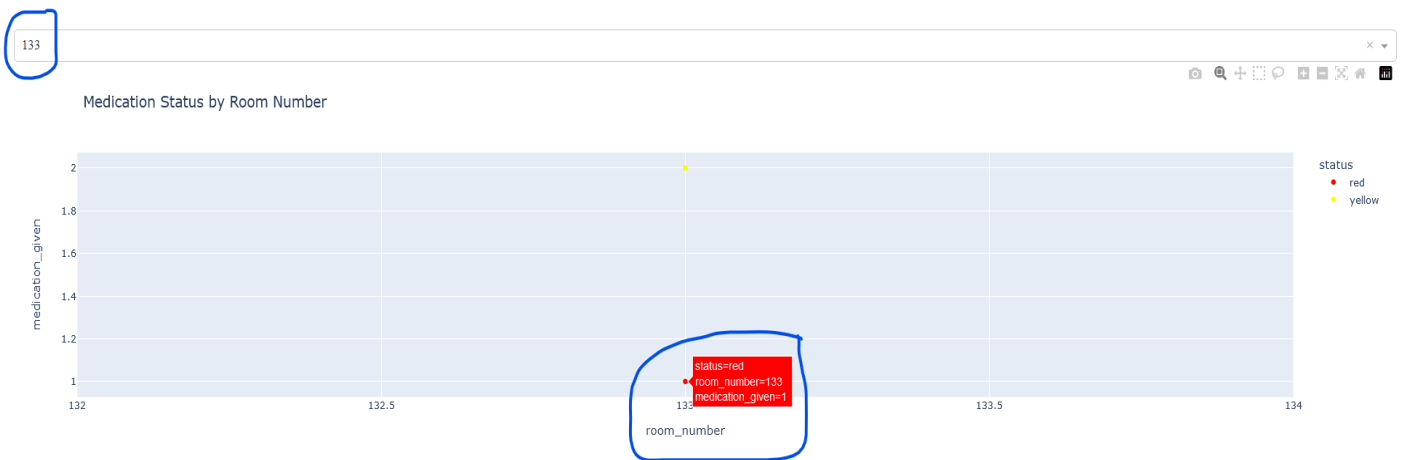 133
Medication Status by Room Number
status
red
yellow
medication_given
2
1.8
1.6
1.4
1.2
1
status=red
room_number=133
medication_given=1
132
132.5
133
133.5
134
room_number